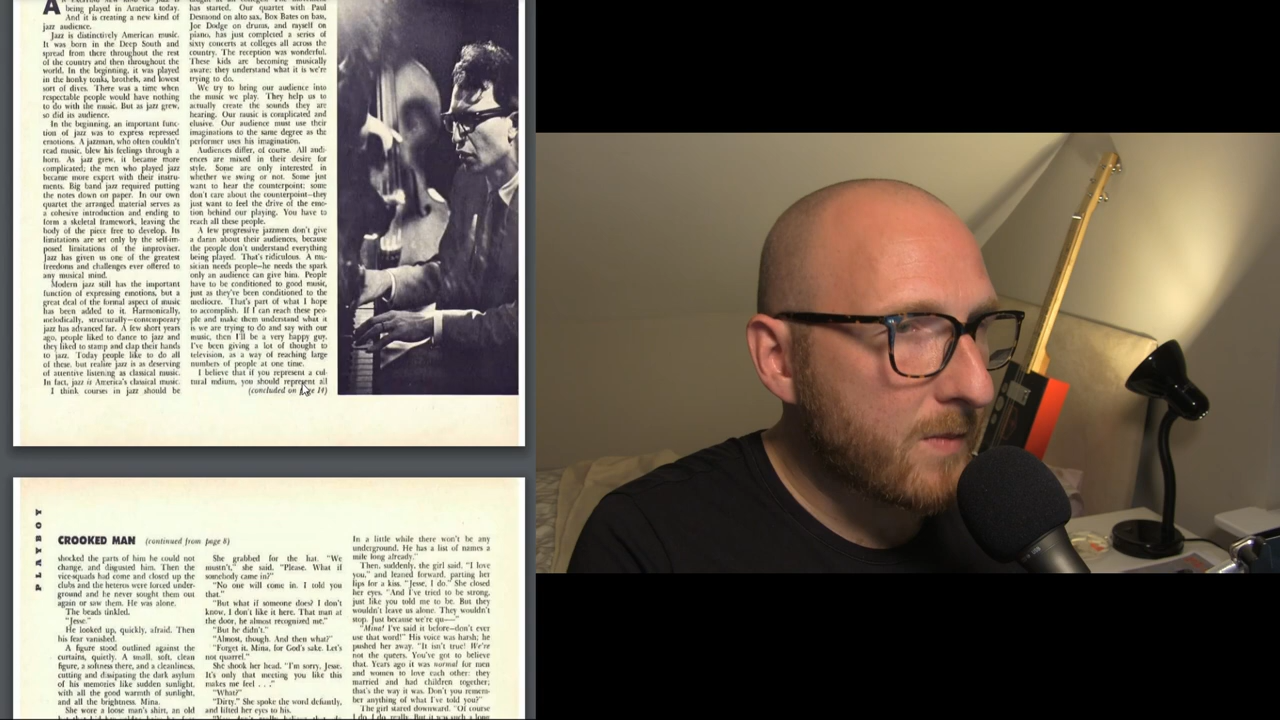 being played in America today.
And it is creating a new kind of
jazz audience.
Jazz is distinctively American music.
It was born in the Deep South and
spread from there throughout the rest
of the country and then throughout the
world. In the beginning, it was played
in the honky tonks, brothels, and lowest
sort of dives. There was a time when
respectable people would have nothing
to do with the music. But as jazz grew,
so did its audience.
In the beginning, an important func-
tion of jazz was to express repressed
emotions. A jazzman, who often couldn't
read music, blew his feelings through a
horn. As jazz grew, it became more
complicated; the men who played jazz
became more expert with their instru-
ments. Big band jazz required putting
the notes down on paper. In our own
quartet the arranged material serves as
a cohesive introduction and ending to
form a skeletal framework, leaving the
body of the piece free to develop. Its
limitations are set only by the self-im-
posed limitations of the improviser.
Jazz has given us one of the greatest
freedoms and challenges ever offered to
any musical mind.
Modern jazz still has the important
function of expressing emotions, but a
great deal of the formal aspect of music
has been added to it. Harmonically,
melodically, structurally—contemporary
jazz has advanced far. A few short years
ago, people liked to dance to jazz and
they liked to stamp and clap their hands
to jazz. Today people like to do all
of these, but realize jazz is as deserving
of attentive listening as classical music.
In fact, jazz is America's classical music.
I think courses in jazz should be
has started. Our quartet with Paul
Desmond on alto sax, Box Bates on bass,
Joe Dodge on drums, and myself on
piano, has just completed a series of
sixty concerts at colleges all across the
country. The reception was wonderful.
These kids are becoming musically
aware; they understand what it is we're
trying to do.
We try to bring our audience into
the music we play. They help us to
actually create the sounds they are
hearing. Our music is complicated and
elusive. Our audience must use their
imaginations to the same degree as the
performer uses his imagination.
Audiences differ, of course. All audi-
ences are mixed in their desire for
style. Some are only interested in
whether we swing or not. Some just
want to hear the counterpoint; some
don't care about the counterpoint—they
just want to feel the drive of the emo-
tion behind our playing. You have to
reach all these people.
A few progressive jazzmen don't give
a damn about their audiences, because
the people don't understand everything
being played. That's ridiculous. A mu-
sician needs people—he needs the spark
only an audience can give him. People
have to be conditioned to good music,
just as they've been conditioned to the
mediocre. That's part of what I hope
to accomplish. If I can reach these peo-
ple and make them understand what it
is we are trying to do and say with our
music, then I'll be a very happy guy.
I've been giving a lot of thought to
television, as a way of reaching large
numbers of people at one time.
I believe that if you represent a cul-
tural midium, you should represent all
(concluded on page 14)
PLAYBOY
CROOKED MAN (continued from page 8)
shocked the parts of him he could not
change, and disgusted him. Then the
vice-squads had come and closed up the
clubs and the heteros were forced under-
ground and he never sought them out
again or saw them. He was alone.
The beads tinkled.
"Jesse."
He looked up, quickly, afraid. Then
his fear vanished.
A figure stood outlined against the
curtains, quietly. A small, soft, clean
figure, a softness there, and a cleanliness,
cutting and dissipating the dark asylum
of his memories like sudden sunlight,
with all the good warmth of sunlight,
and all the brightness. Mina.
She wore a loose man's shirt, an old
She grabbed for the hat. "We
mustn't," she said. "Please. What if
somebody came in?"
"No one will come in. I told you
that."
"But what if someone does? I don't
know, I don't like it here. That man at
the door, he almost recognized me."
"But he didn't."
"Almost, though. And then what?"
"Forget it, Mina, for God's sake. Let's
not quarrel."
She shook her head. "I'm sorry, Jesse.
It's only that meeting you like this
makes me feel . . ."
"What?"
"Dirty." She spoke the word defiantly,
and lifted her eyes to his.
In a little while there won't be any
underground. He has a list of names a
mile long already."
Then, suddenly, the girl said, "I love
you," and leaned forward, parting her
lips for a kiss. "Jesse, I do." She closed
her eyes. "And I've tried to be strong,
just like you told me to be. But they
wouldn't leave us alone. They wouldn't
stop. Just because we're qu——"
"Mina! I've said it before—don't ever
use that word!" His voice was harsh; he
pushed her away. "It isn't true! We're
not the queers. You've got to believe
that. Years ago it was normal for men
and women to love each other: they
married and had children together;
that's the way it was. Don't you remem-
ber anything of what I've told you?"
The girl stared downward. "Of course